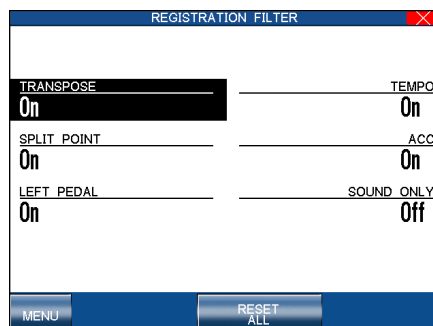 REGISTRATION FILTER
TRANSPOSE
On
TEMPO
On
SPLIT POINT
On
ACC
On
LEFT PEDAL
On
SOUND ONLY
Off
MENU
RESET
ALL